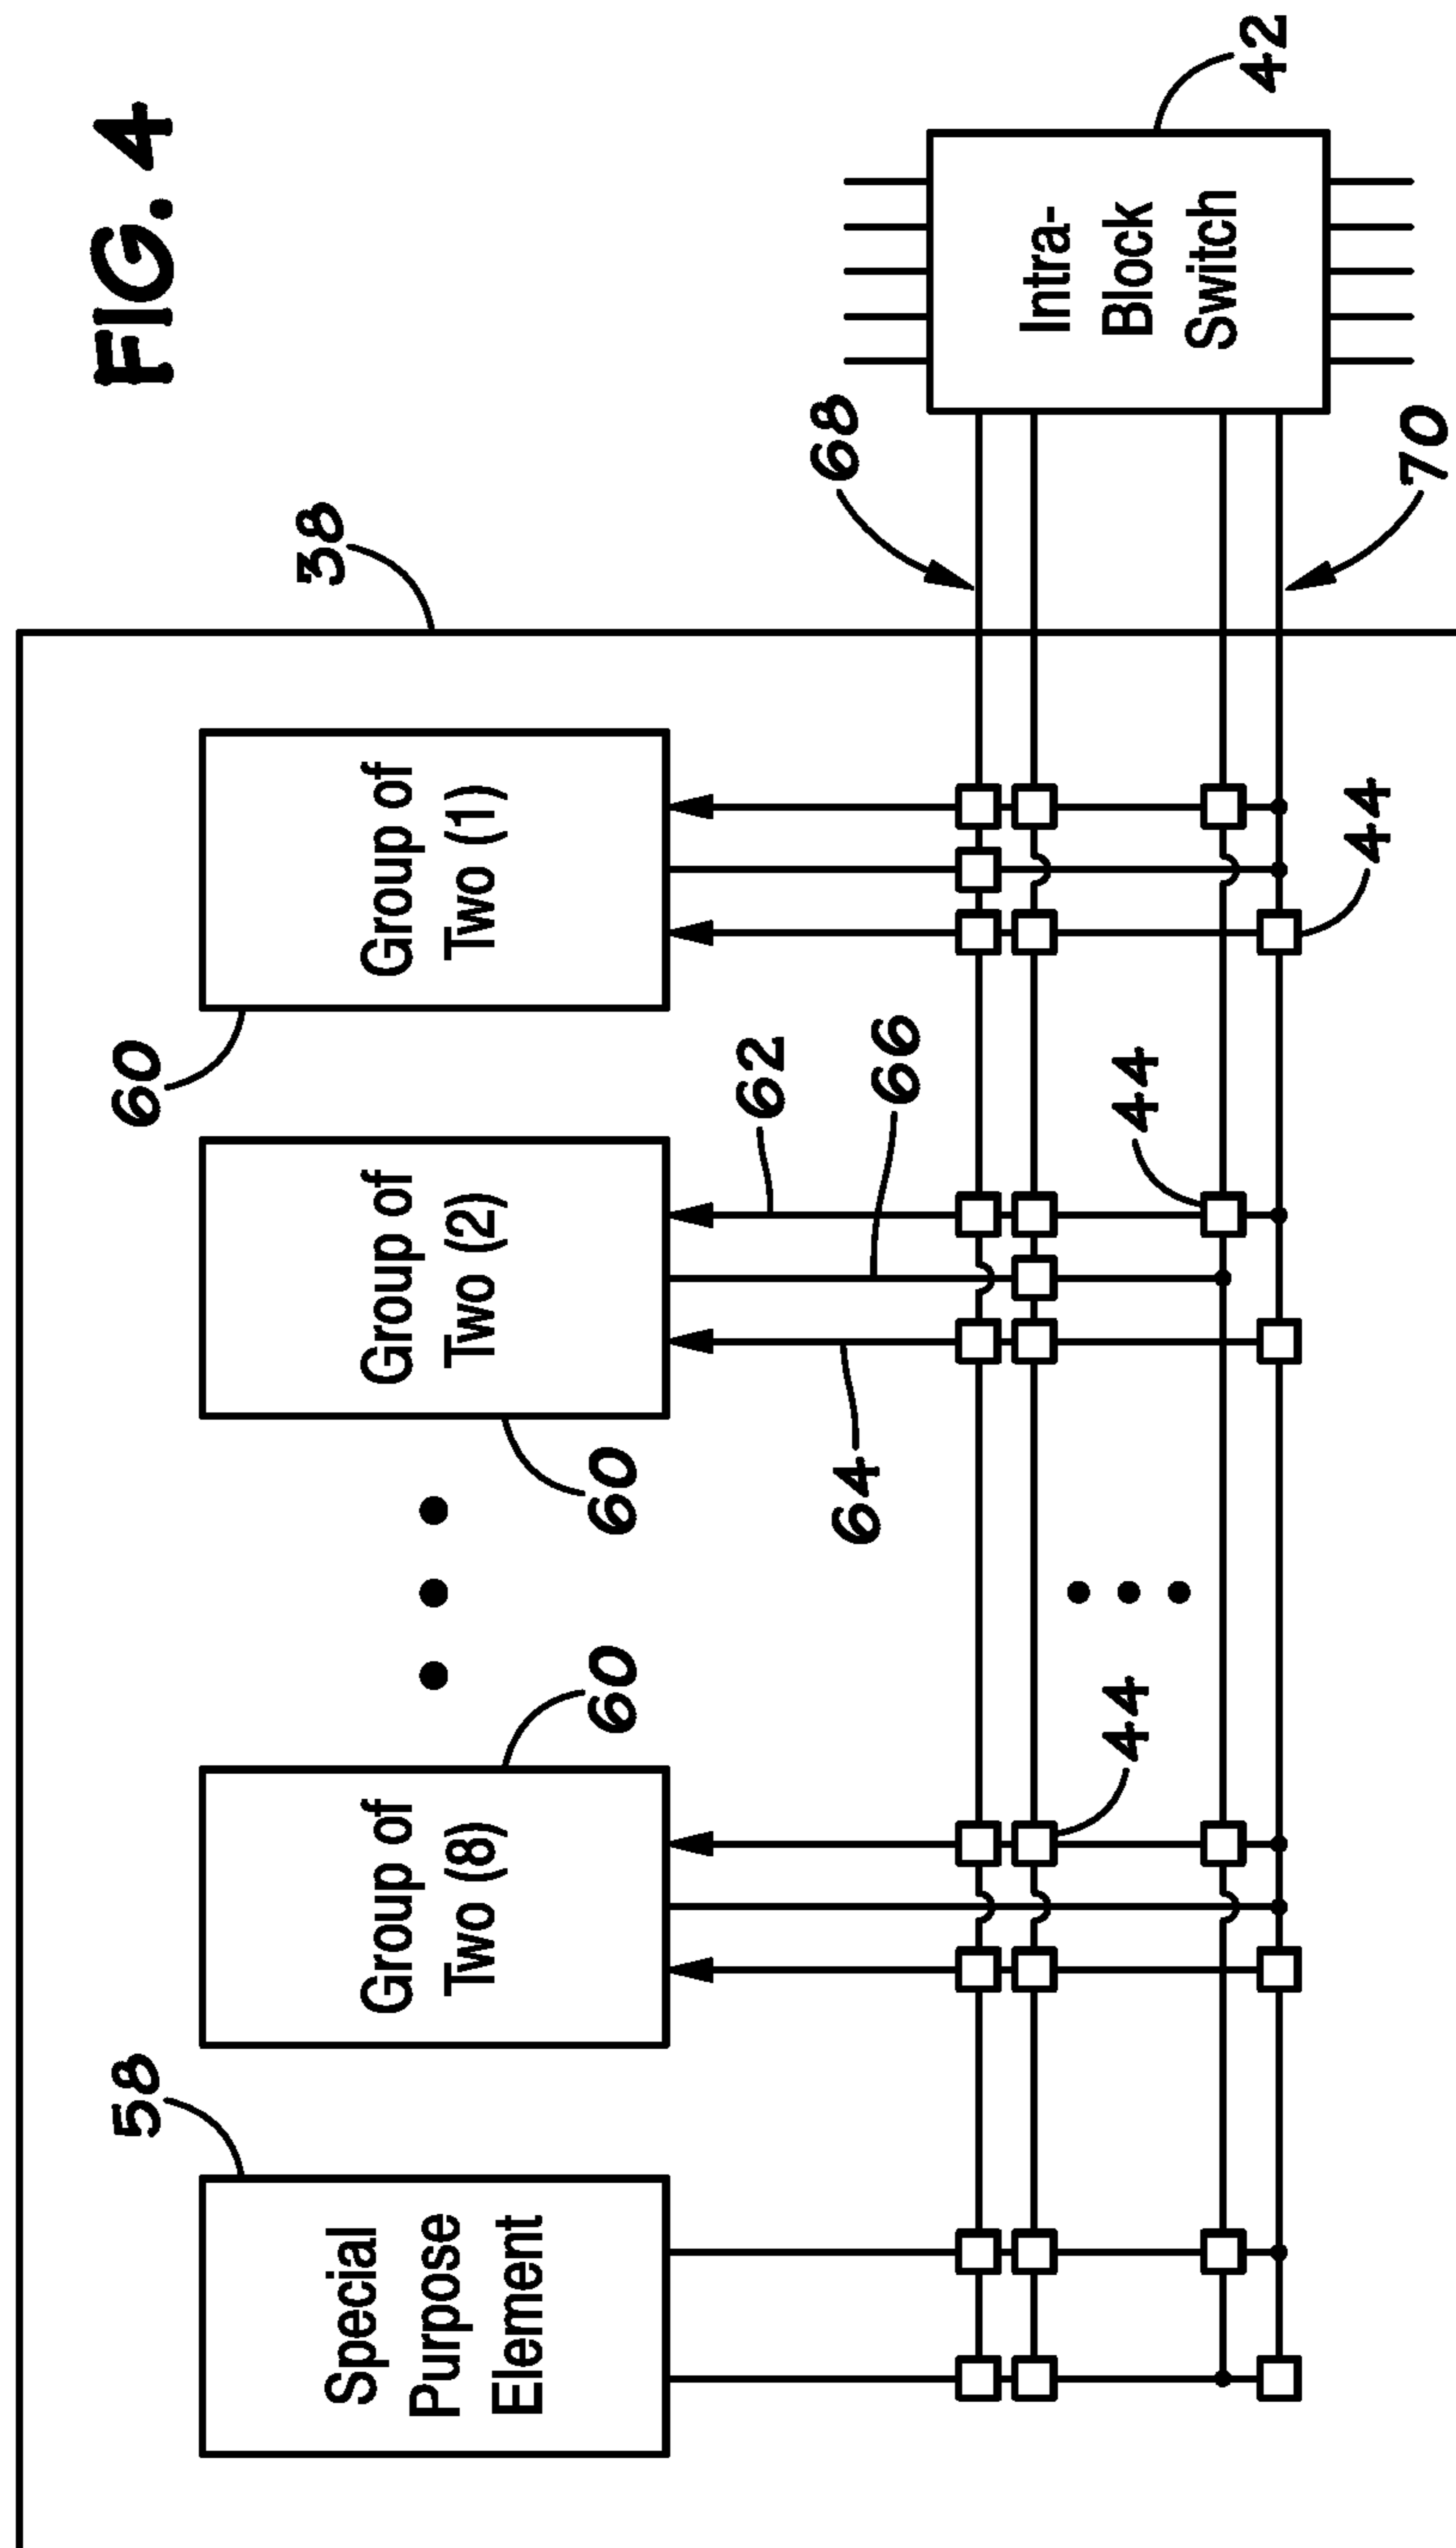 FIG. 4
38
58
Special
Purpose
Element
Group of
Two (8)
60
• • •
60
Group of
Two (2)
60
Group of
Two (1)
64
62
66
68
44
• • •
44
44
70
Intra-
Block
Switch
42